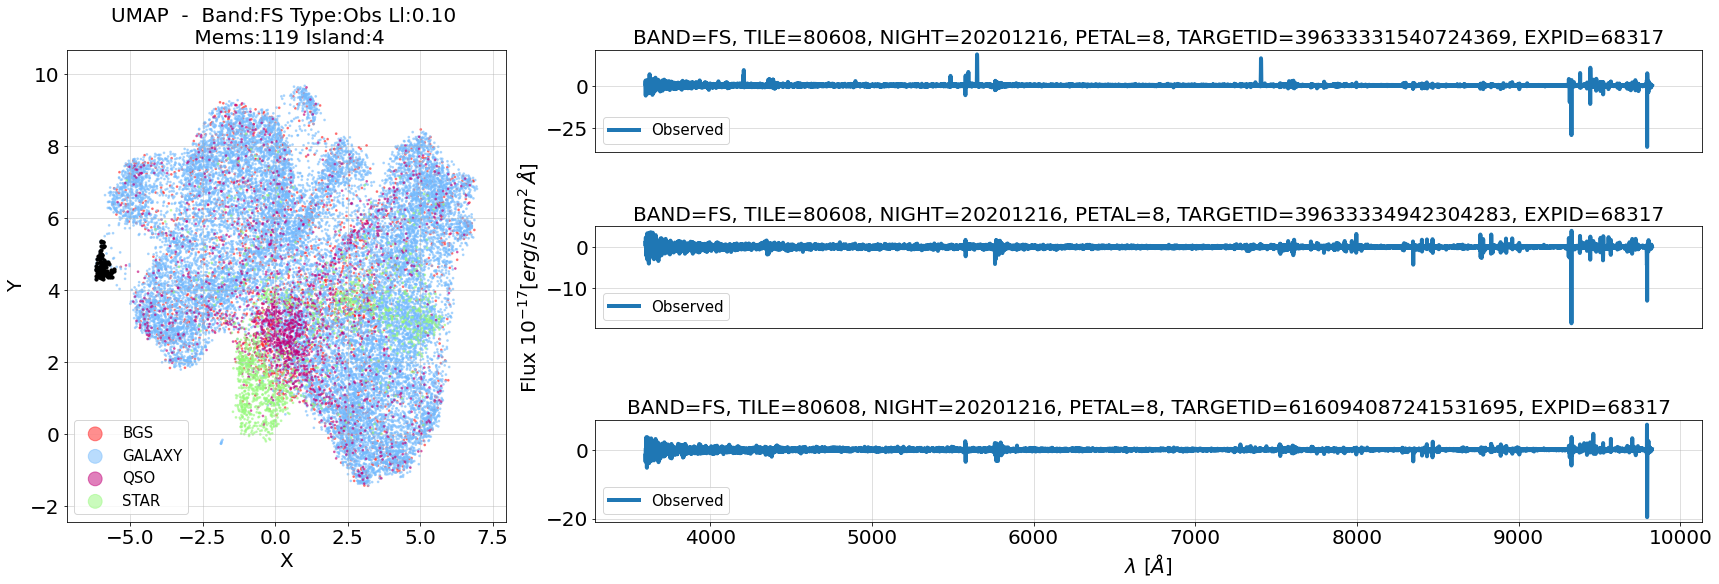 UMAP - Band:FS Type:Obs Ll:0.10
Mems:119 Island:4
10
8
6
4
2
0
−2
Y
−5.0 −2.5 0.0 2.5 5.0 7.5
X
BGS
GALAXY
QSO
STAR
Flux 10⁻¹⁷[erg/s cm² Å]
BAND=FS, TILE=80608, NIGHT=20201216, PETAL=8, TARGETID=39633331540724369, EXPID=68317
0
−25
Observed
BAND=FS, TILE=80608, NIGHT=20201216, PETAL=8, TARGETID=39633334942304283, EXPID=68317
0
−10
Observed
BAND=FS, TILE=80608, NIGHT=20201216, PETAL=8, TARGETID=616094087241531695, EXPID=68317
0
−20
Observed
4000 5000 6000 7000 8000 9000 10000
λ [Å]